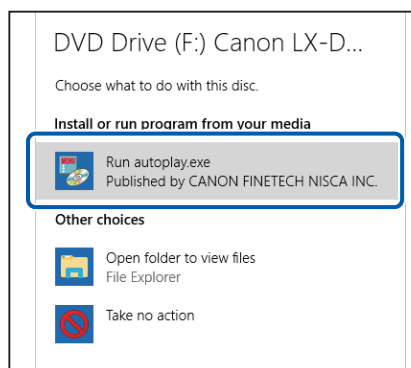 DVD Drive (F:) Canon LX-D...
Choose what to do with this disc.
Install or run program from your media
MENU
Run autoplay.exe
Published by CANON FINETECH NISCA INC.
Other choices
Open folder to view files
File Explorer
Take no action